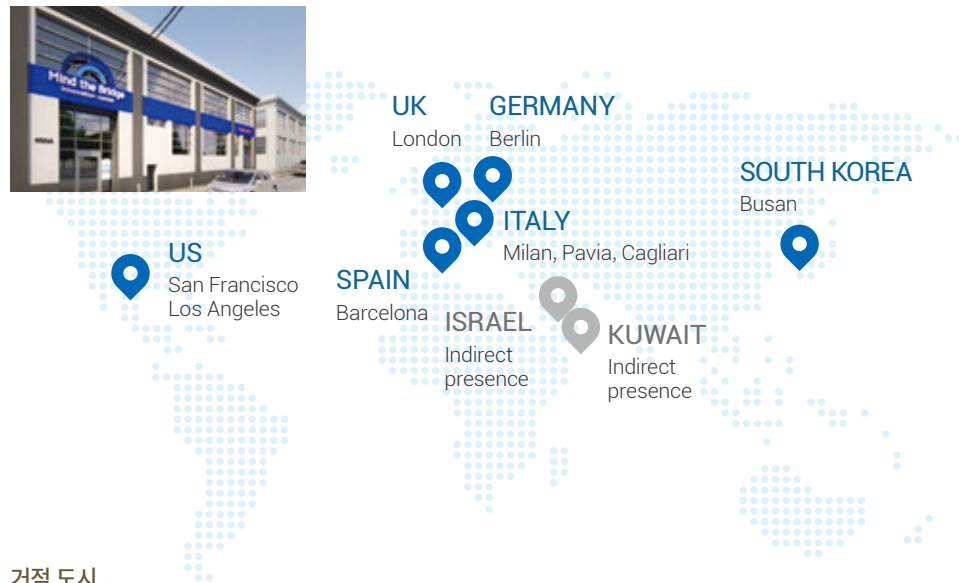 Mind the Bridge
UK
London
GERMANY
Berlin
SOUTH KOREA
Busan
ITALY
Milan, Pavia, Cagliari
US
San Francisco
Los Angeles
SPAIN
Barcelona
ISRAEL
Indirect
presence
KUWAIT
Indirect
presence
거점 도시